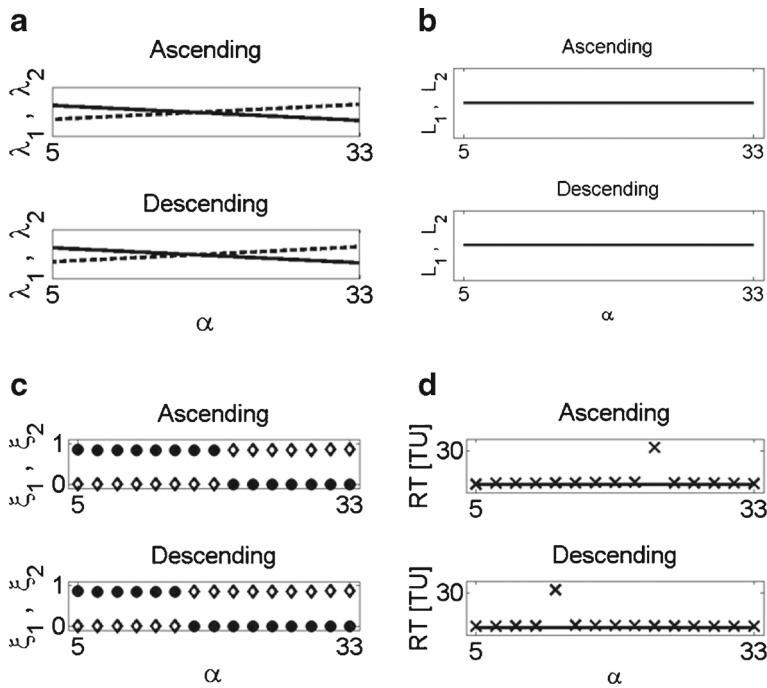 a
Ascending
λ1 , λ2
5 33
Descending
λ1 , λ2
5 33
α
b
Ascending
L1 , L2
5 33
Descending
L1 , L2
5 33
α
c
Ascending
ξ1 , ξ2
1
0
5 33
Descending
ξ1 , ξ2
1
0
5 33
α
d
Ascending
RT [TU]
30
5 33
Descending
RT [TU]
30
5 33
α